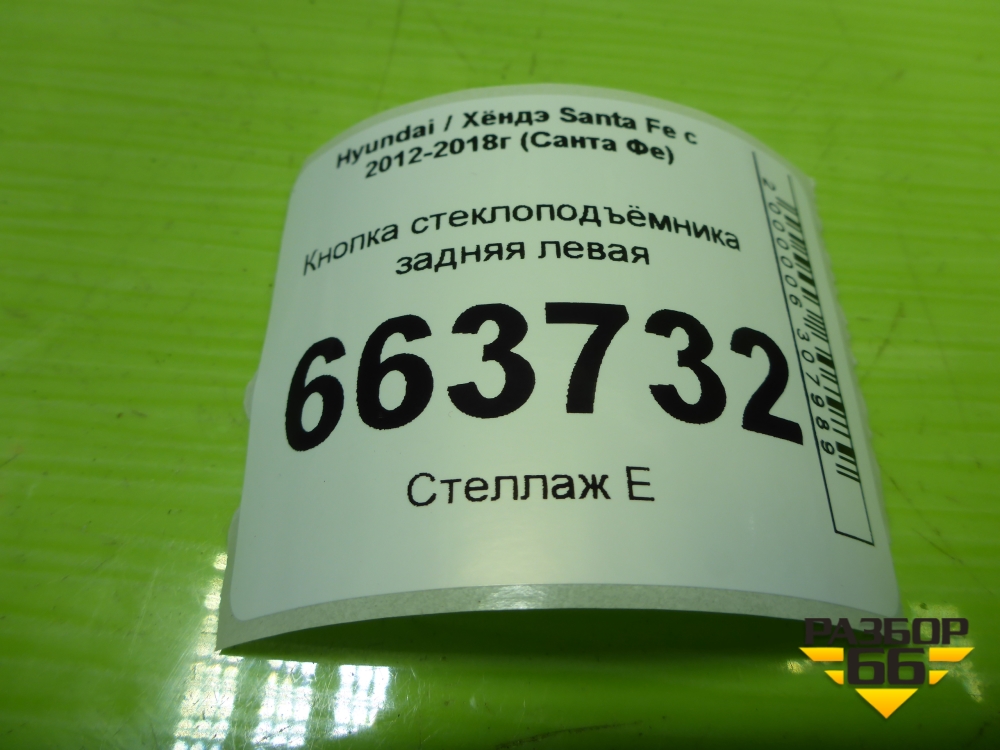 Hyundai / Хёндэ Santa Fe с
2012-2018г (Санта Фе)
Кнопка стеклоподъёмника
задняя левая
663732
Стеллаж Е
2000006307989
РАЗБОР
66